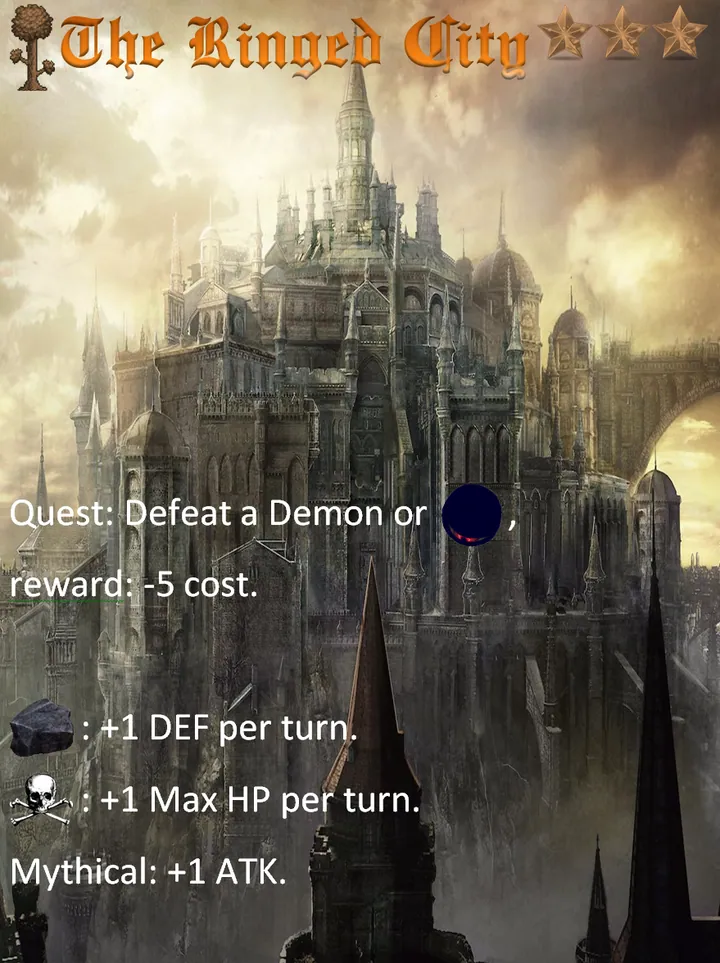 The Ringed City
Quest: Defeat a Demon or ,
reward: -5 cost.
: +1 DEF per turn.
: +1 Max HP per turn.
Mythical: +1 ATK.